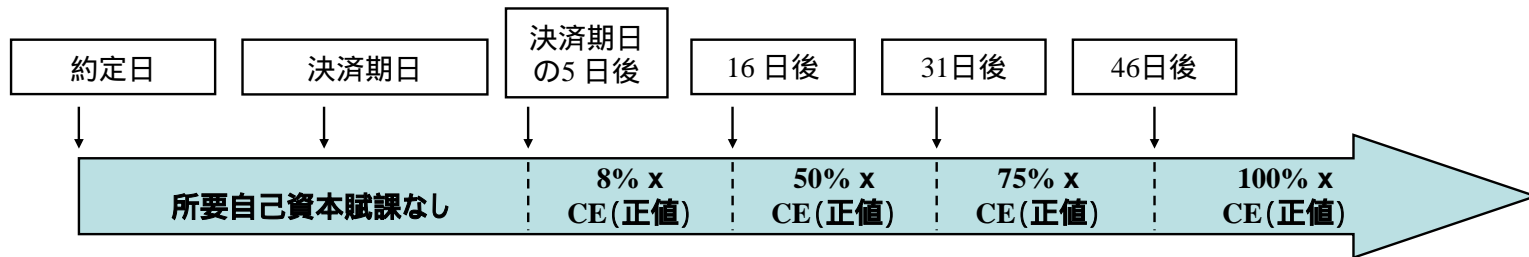 約定日
決済期日
決済期日
の5 日後
16 日後
31日後
46日後
所要自己資本賦課なし
8% x
CE(正値)
50% x
CE(正値)
75% x
CE(正値)
100% x
CE(正値)